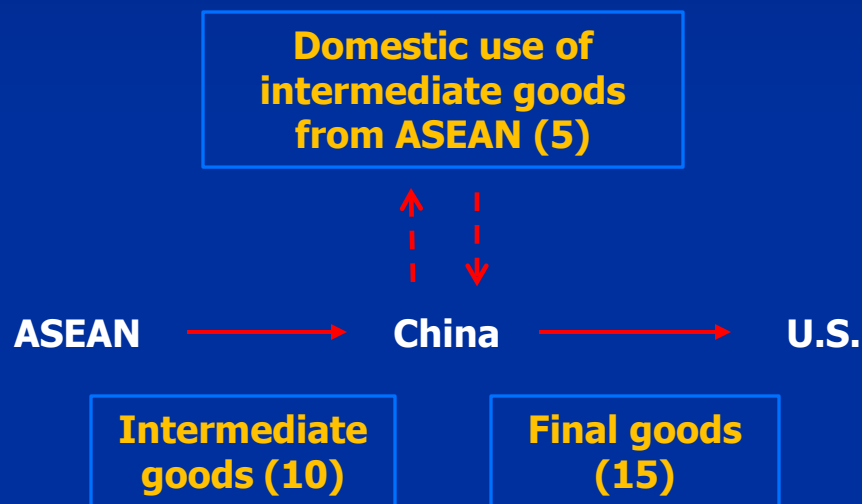 Domestic use of
intermediate goods
from ASEAN (5)
ASEAN
China
U.S.
Intermediate
goods (10)
Final goods
(15)